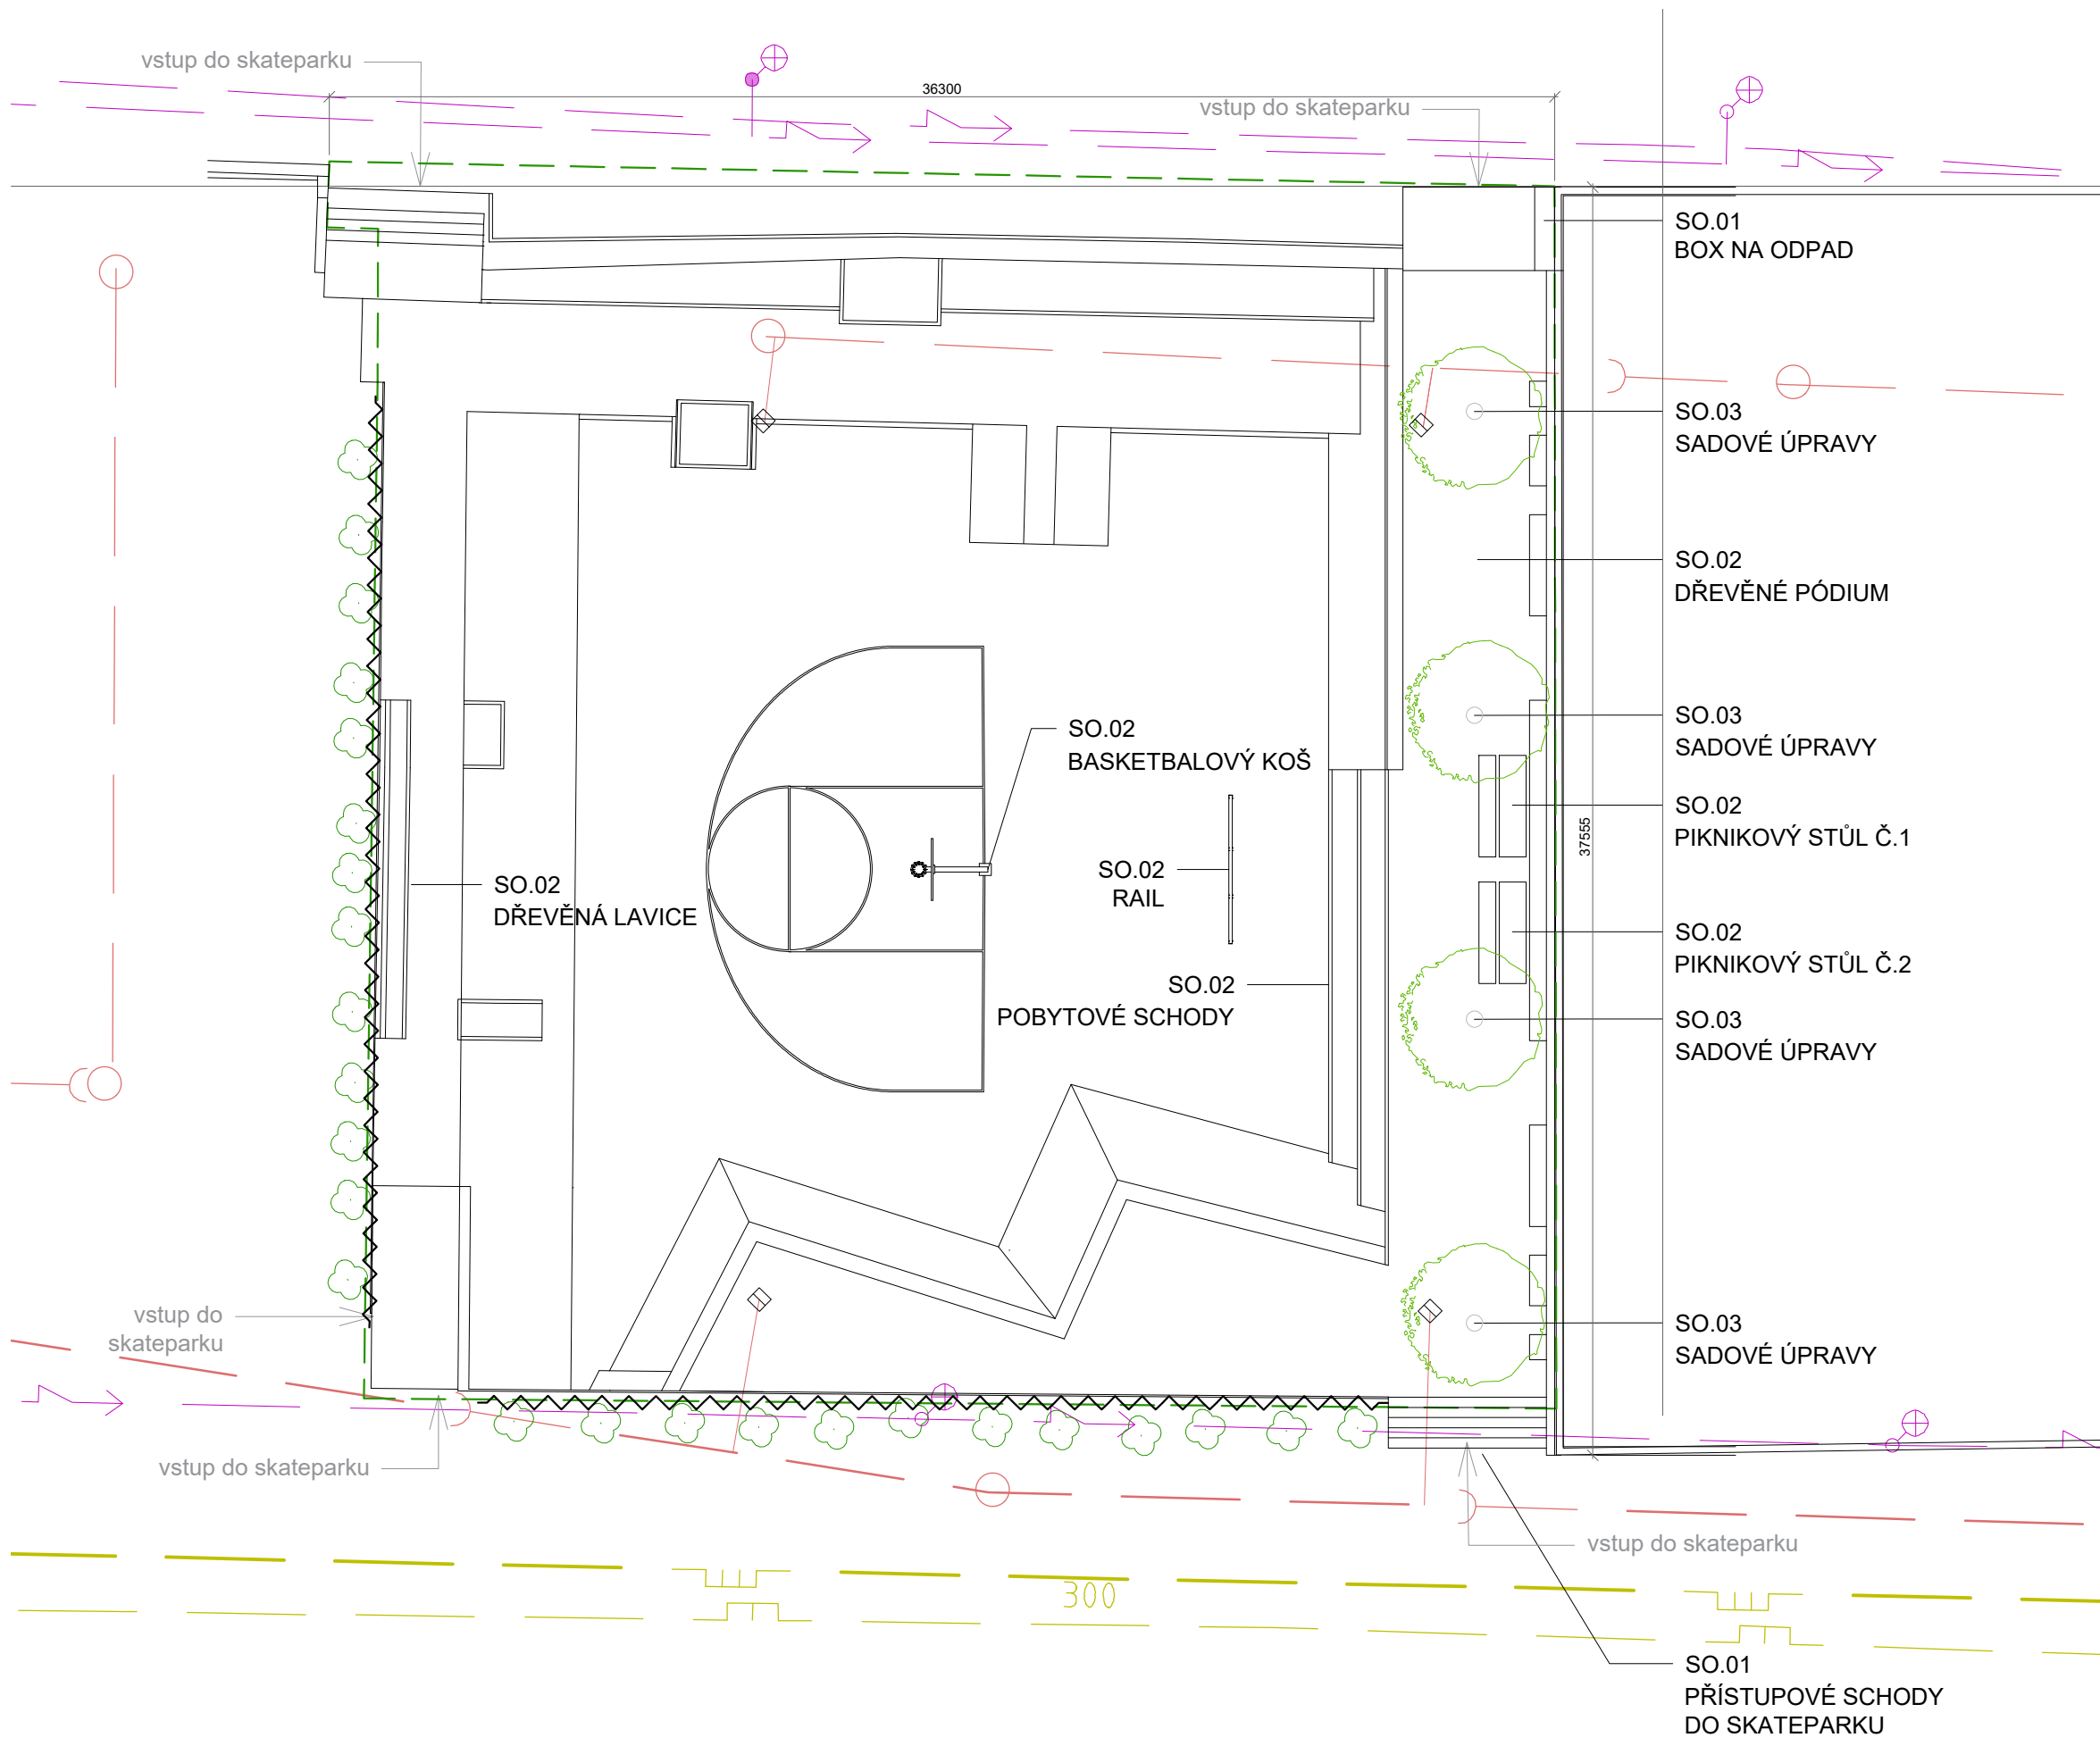 vstup do skateparku
36300
vstup do skateparku
SO.01
BOX NA ODPAD
SO.03
SADOVÉ ÚPRAVY
SO.02
DŘEVĚNÉ PÓDIUM
SO.03
SADOVÉ ÚPRAVY
SO.02
BASKETBALOVÝ KOŠ
SO.02
PIKNIKOVÝ STŮL Č.1
37555
SO.02
RAIL
SO.02
DŘEVĚNÁ LAVICE
SO.02
PIKNIKOVÝ STŮL Č.2
SO.02
POBYTOVÉ SCHODY
SO.03
SADOVÉ ÚPRAVY
vstup do
skateparku
SO.03
SADOVÉ ÚPRAVY
vstup do skateparku
vstup do skateparku
300
SO.01
PŘÍSTUPOVÉ SCHODY
DO SKATEPARKU